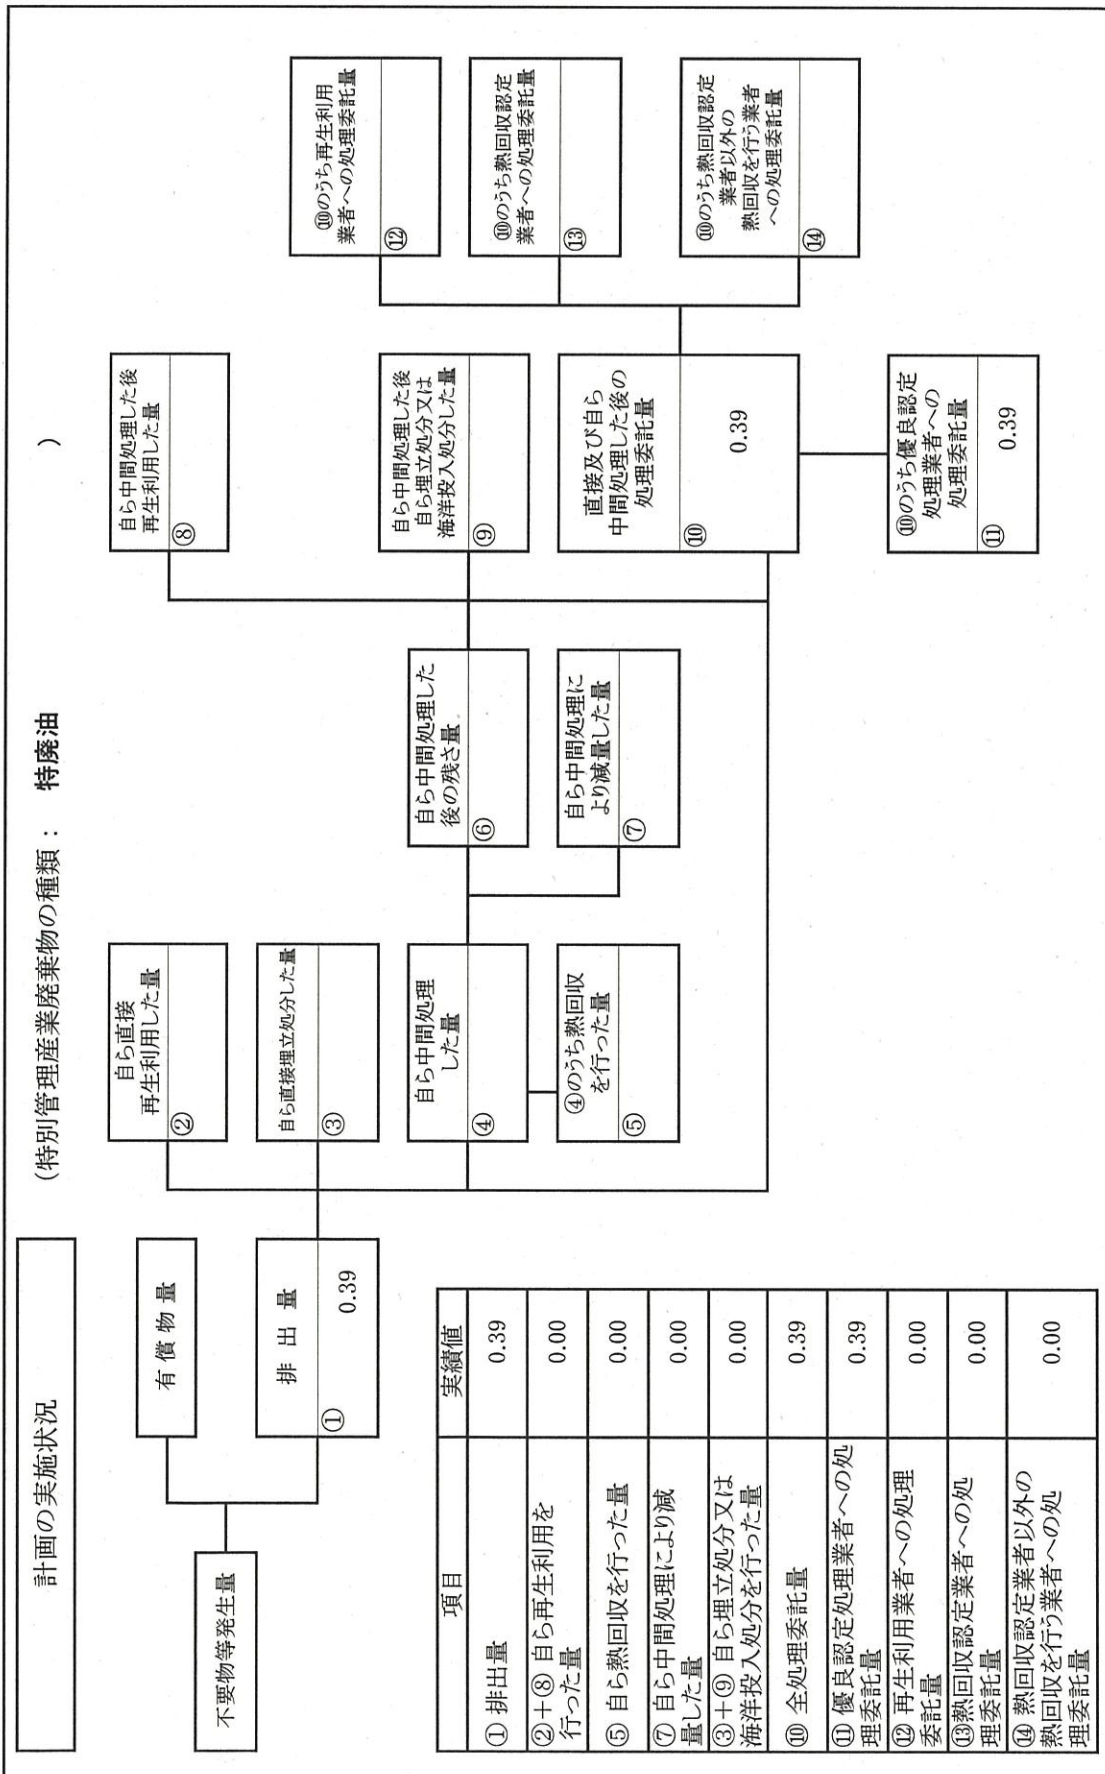 計画の実施状況
(特別管理産業廃棄物の種類： 特廃油 )
不要物等発生量
有償物量
排出量
① 0.39
自ら直接
再生利用した量
②
自ら直接埋立処分した量
③
自ら中間処理
した量
④
④のうち熱回収
を行った量
⑤
自ら中間処理した
後の残さ量
⑥
自ら中間処理に
より減量した量
⑦
自ら中間処理した後
再生利用した量
⑧
自ら中間処理した後
自ら埋立処分又は
海洋投入処分した量
⑨
直接及び自ら
中間処理した後の
処理委託量
⑩ 0.39
⑩のうち優良認定
処理業者への
処理委託量
⑪ 0.39
⑩のうち再生利用
業者への処理委託量
⑫
⑩のうち熱回収認定
業者への処理委託量
⑬
⑩のうち熱回収認定
業者以外の
熱回収を行う業者
への処理委託量
⑭
項目 実績値
① 排出量 0.39
②+⑧ 自ら再生利用を
行った量 0.00
⑤ 自ら熱回収を行った量 0.00
⑦ 自ら中間処理により減
量した量 0.00
③+⑨ 自ら埋立処分又は
海洋投入処分を行った量 0.00
⑩ 全処理委託量 0.39
⑪ 優良認定処理業者への処
理委託量 0.39
⑫ 再生利用業者への処理
委託量 0.00
⑬熱回収認定業者への処
理委託量 0.00
⑭ 熱回収認定業者以外の
熱回収を行う業者への処
理委託量 0.00